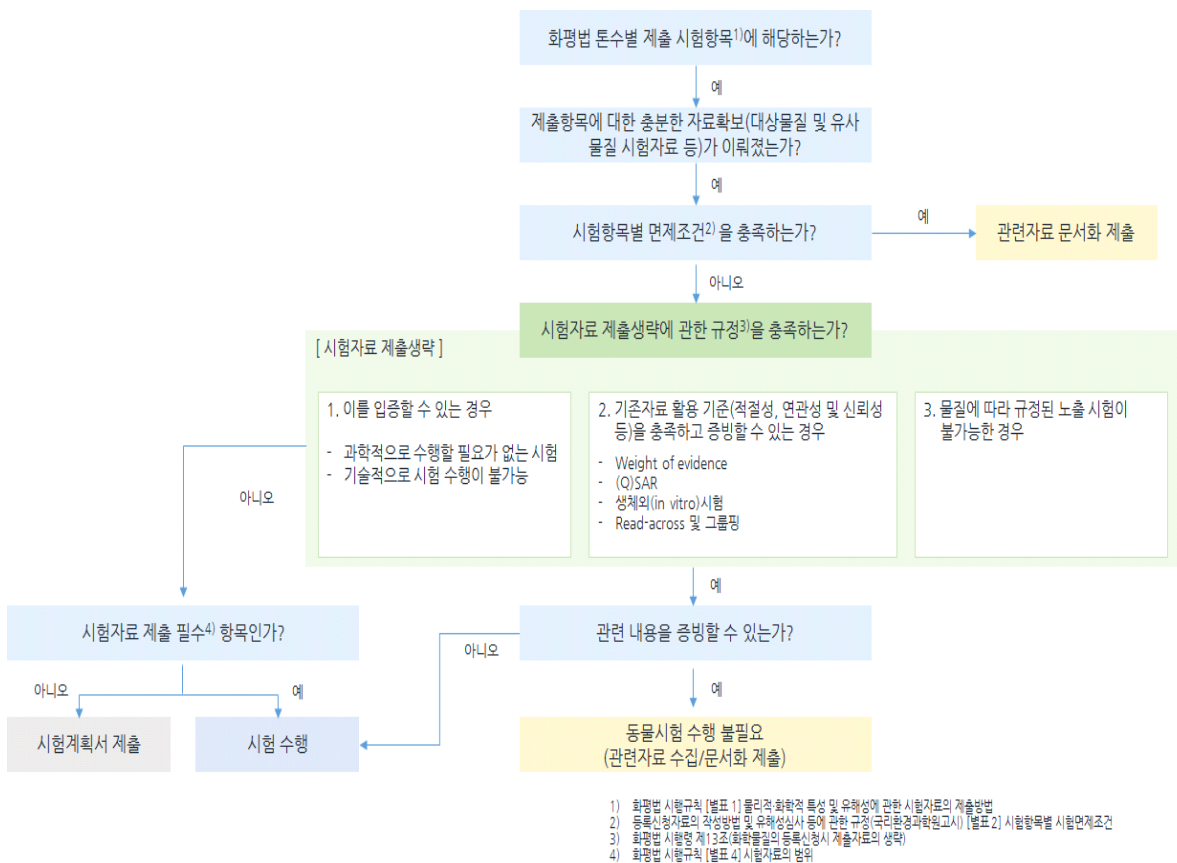 화평법 톤수별 제출 시험항목1)에 해당하는가?
예
제출항목에 대한 충분한 자료확보(대상물질 및 유사
물질 시험자료 등)가 이뤄졌는가?
예
시험항목별 면제조건2) 을 충족하는가?
예
관련자료 문서화 제출
아니오
시험자료 제출생략에 관한 규정3)을 충족하는가?
[ 시험자료 제출생략 ]
1. 이를 입증할 수 있는 경우
- 과학적으로 수행할 필요가 없는 시험
- 기술적으로 시험 수행이 불가능
2. 기존자료 활용 기준(적절성, 연관성 및 신뢰성
등)을 충족하고 증빙할 수 있는 경우
- Weight of evidence
- (Q)SAR
- 생체외(in vitro)시험
- Read-across 및 그룹핑
3. 물질에 따라 규정된 노출 시험이
불가능한 경우
아니오
예
시험자료 제출 필수4) 항목인가?
관련 내용을 증빙할 수 있는가?
아니오
아니오
예
예
시험계획서 제출
시험 수행
동물시험 수행 불필요
(관련자료 수집/문서화 제출)
1) 화평법 시행규칙 [별표 1] 물리적·화학적 특성 및 유해성에 관한 시험자료의 제출방법
2) 등록신청자료의 작성방법 및 유해성심사 등에 관한 규정(국리환경과학원고시) [별표 2] 시험항목별 시험면제조건
3) 화평법 시행령 제13조(화학물질의 등록신청시 제출자료의 생략)
4) 화평법 시행규칙 [별표 4] 시험자료의 범위